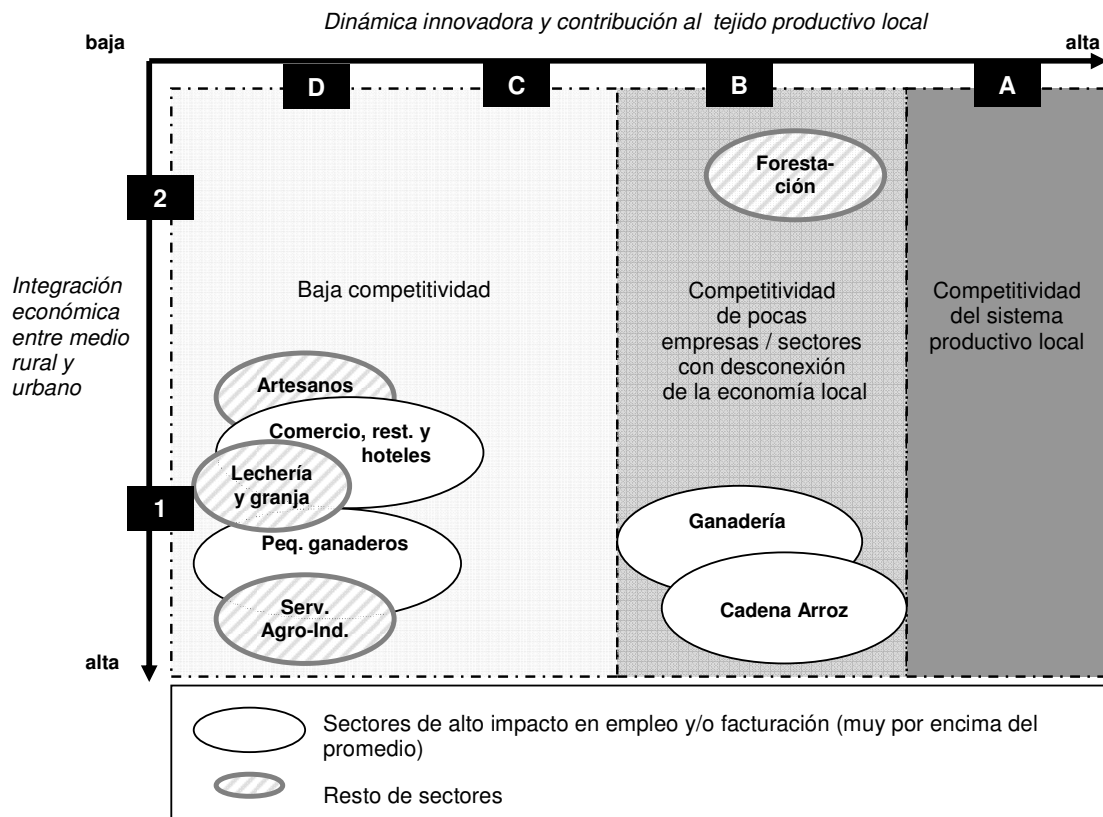 Dinámica innovadora y contribución al tejido productivo local
baja
alta
D
C
B
A
Foresta-
ción
2
Integración
económica
entre medio
rural y
urbano
Baja competitividad
Competitividad
de pocas
empresas / sectores
con desconexión
de la economía local
Competitividad
del sistema
productivo local
Artesanos
Comercio, rest. y
hoteles
Lechería
y granja
1
Ganadería
Peq. ganaderos
Serv.
Agro-Ind.
Cadena Arroz
alta
Sectores de alto impacto en empleo y/o facturación (muy por encima del
promedio)
Resto de sectores